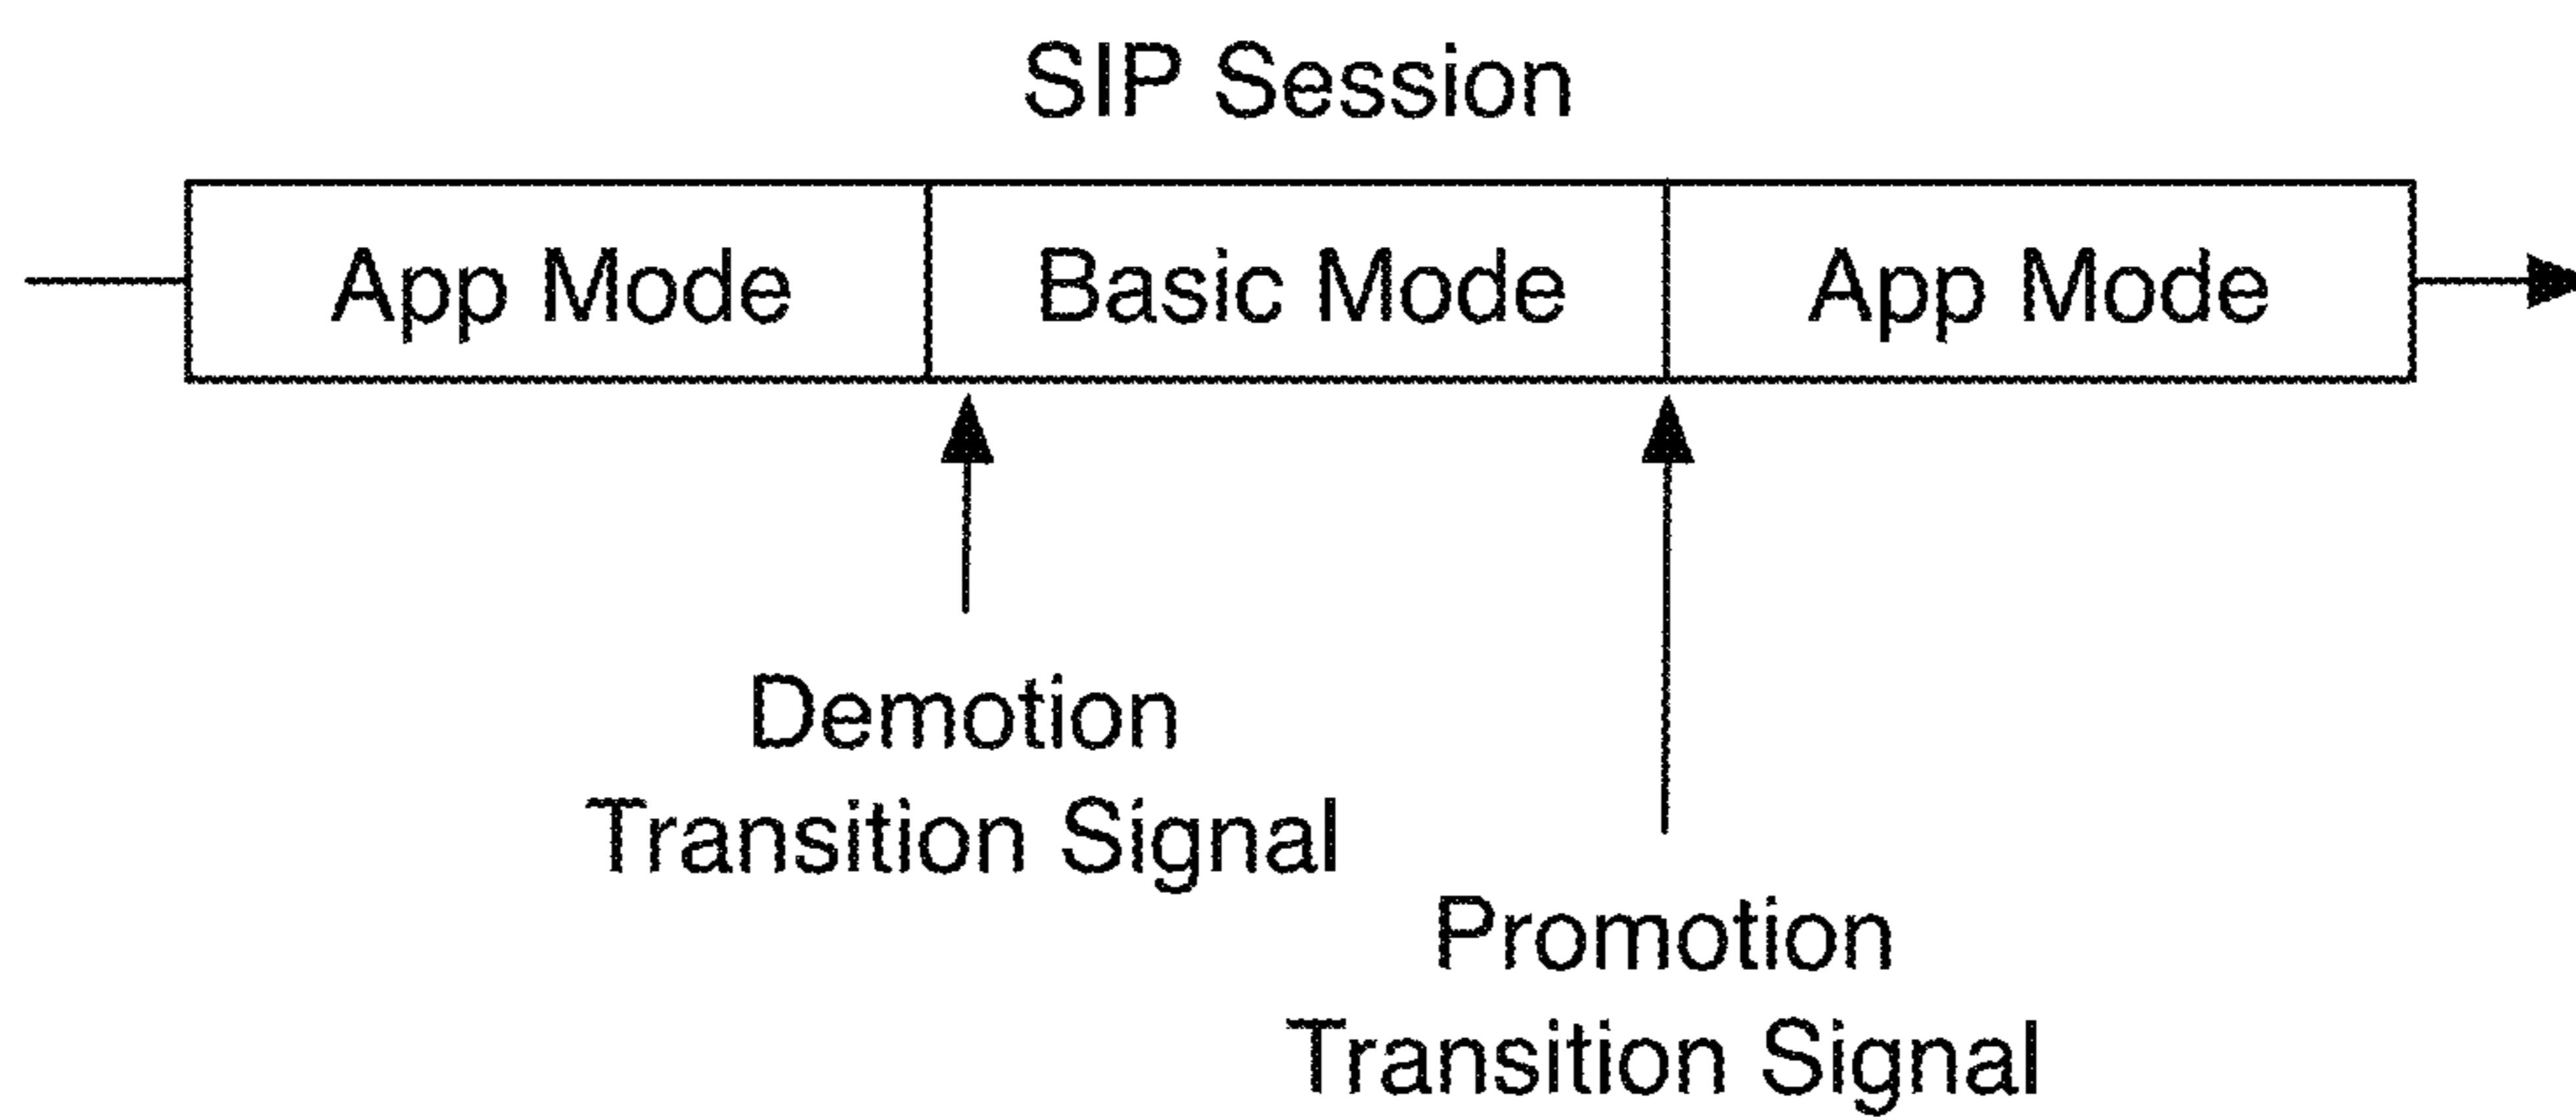 SIP Session
App Mode
Basic Mode
App Mode
Demotion
Transition Signal
Promotion
Transition Signal